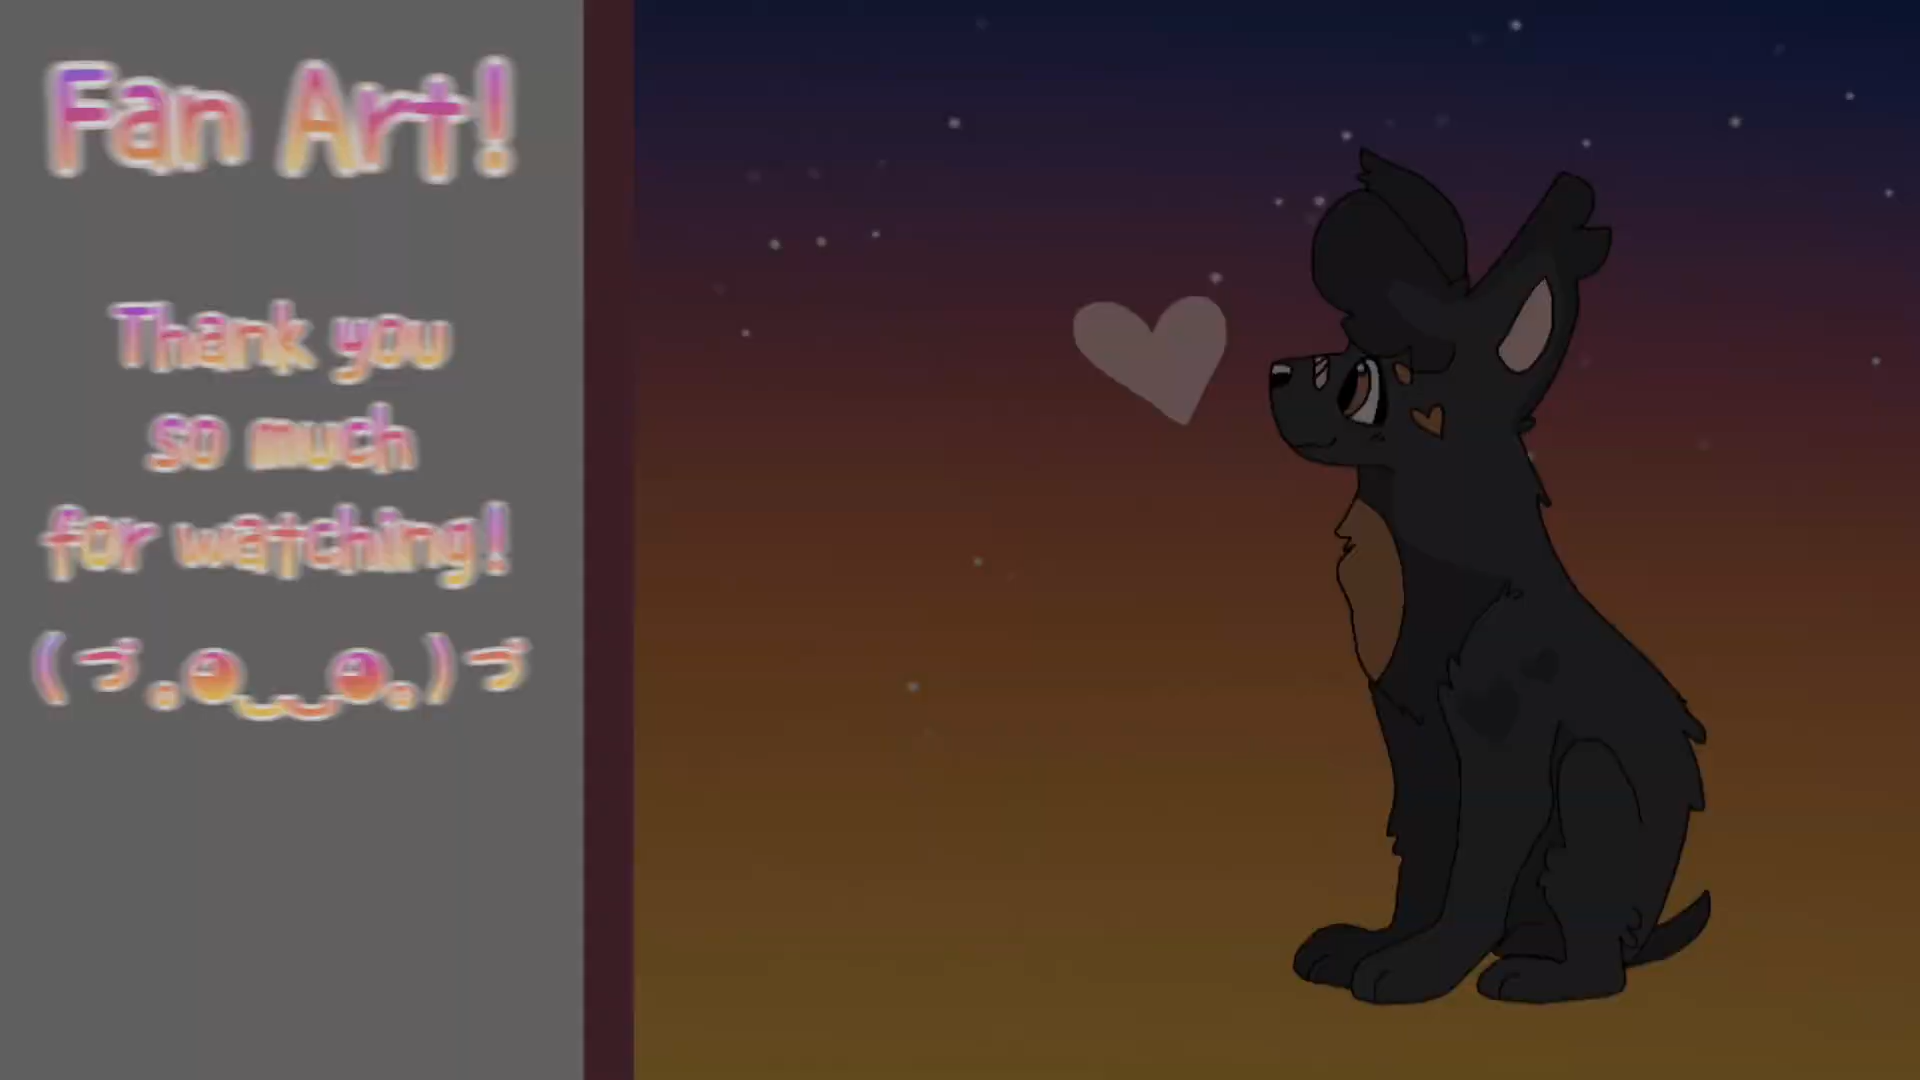 Fan Art!
Thank you
so much
for watching!
(づ｡◕‿‿◕｡)づ